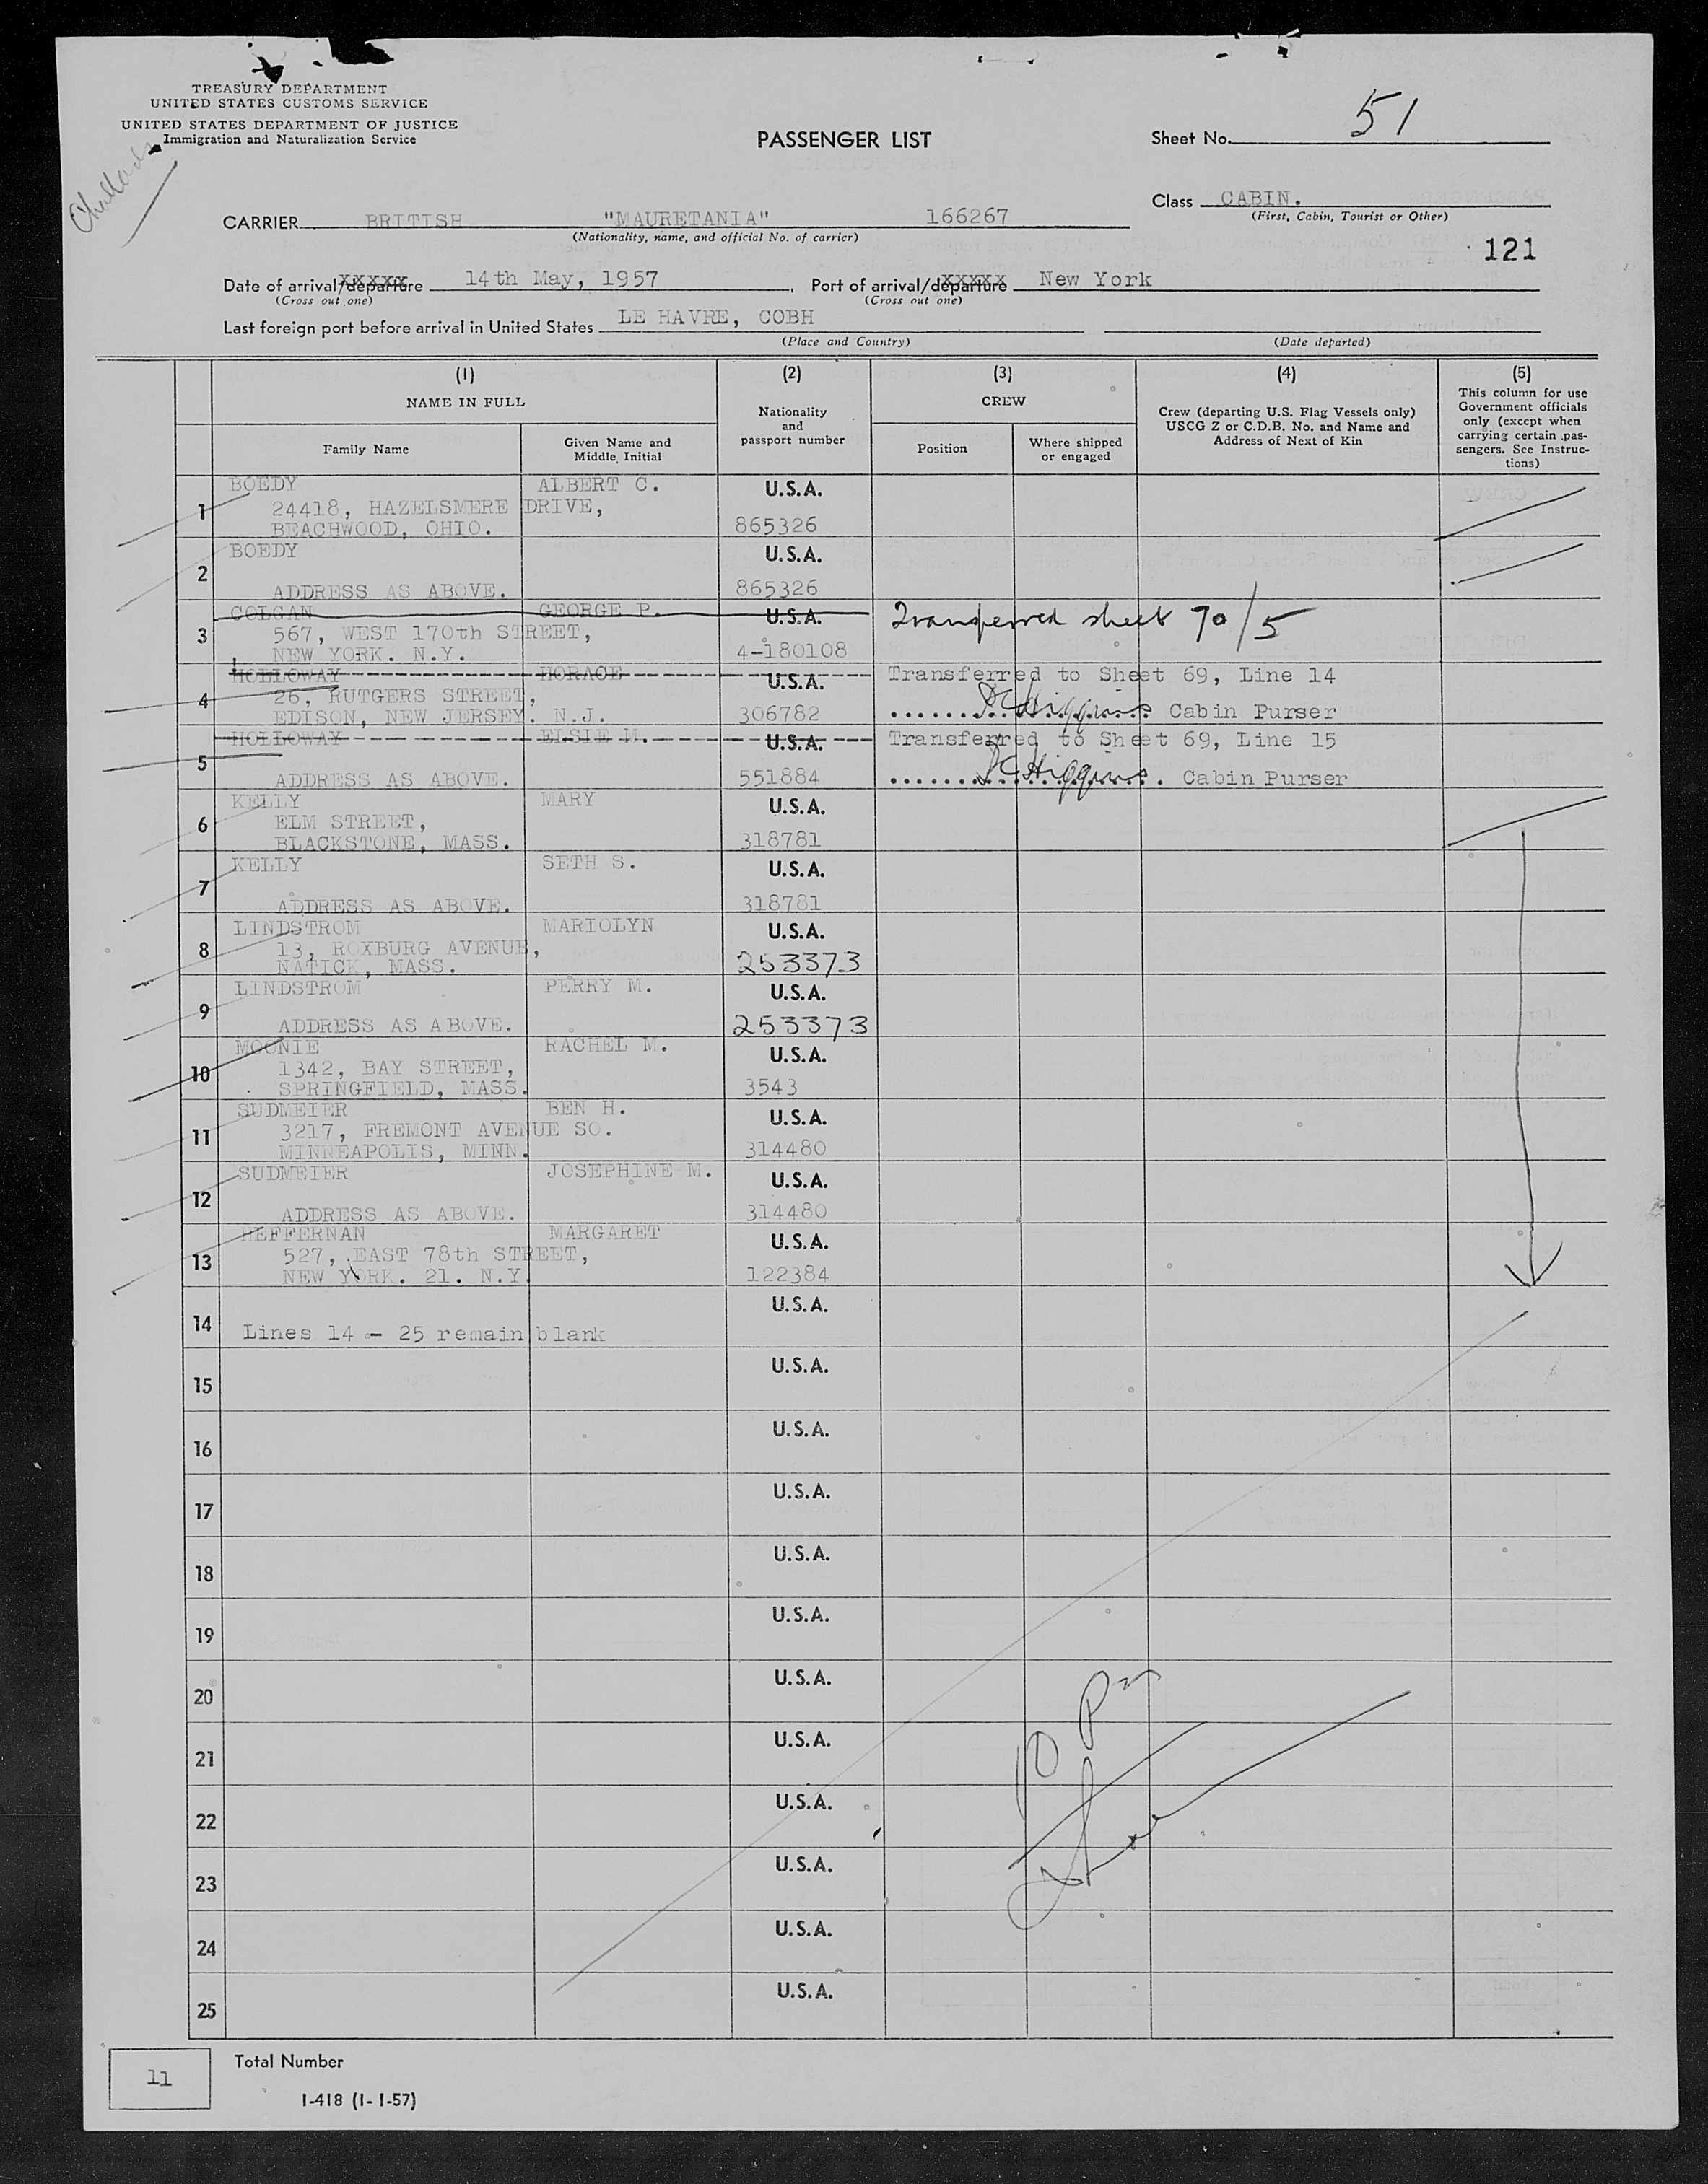 TREASURY DEPARTMENT
UNITED STATES CUSTOMS SERVICE
UNITED STATES DEPARTMENT OF JUSTICE
Immigration and Naturalization Service
PASSENGER LIST
Sheet No. 51
Class CABIN.
(First, Cabin, Tourist or Other)
CARRIER BRITISH "MAURETANIA" 166267
(Nationality, name, and official No. of carrier)
121
Date of arrival/departure 14th May, 1957, Port of arrival/departure New York
(Cross out one) (Cross out one)
Last foreign port before arrival in United States LE HAVRE, COBH
(Place and Country) (Date departed)
(1) (2) (3) (4) (5)
NAME IN FULL
Nationality and passport number
CREW
Crew (departing U.S. Flag Vessels only) USCG Z or C.D.B. No. and Name and Address of Next of Kin
This column for use Government officials only (except when carrying certain pas-sengers. See Instruc-tions)
Family Name Given Name and Middle Initial Position Where shipped or engaged
1 BOEDY ALBERT C. U.S.A.
24418, HAZELSMERE DRIVE,
BEACHWOOD, OHIO. 865326
2 BOEDY U.S.A.
ADDRESS AS ABOVE. 865326
3 COLGAN GEORGE P. U.S.A. Transferred sheet 70/5
567, WEST 170th STREET,
NEW YORK. N.Y. 4-180108
4 HOLLOWAY HORACE U.S.A. Transferred to Sheet 69, Line 14
26, RUTGERS STREET,
EDISON, NEW JERSEY. N.J. 306782 Higgins Cabin Purser
5 HOLLOWAY ELSIE M. U.S.A. Transferred to Sheet 69, Line 15
ADDRESS AS ABOVE. 551884 Higgins Cabin Purser
6 KELLY MARY U.S.A.
ELM STREET,
BLACKSTONE, MASS. 318781
7 KELLY SETH S. U.S.A.
ADDRESS AS ABOVE. 318781
8 LINDSTROM MARIOLYN U.S.A.
13, ROXBURG AVENUE,
NATICK, MASS. 253373
9 LINDSTROM PERRY M. U.S.A.
ADDRESS AS ABOVE. 253373
10 MOONIE RACHEL M. U.S.A.
1342, BAY STREET,
SPRINGFIELD, MASS. 3543
11 SUDMEIER BEN H. U.S.A.
3217, FREMONT AVENUE SO.
MINNEAPOLIS, MINN. 314480
12 SUDMEIER JOSEPHINE M. U.S.A.
ADDRESS AS ABOVE. 314480
13 HEFFERNAN MARGARET U.S.A.
527, EAST 78th STREET,
NEW YORK. 21. N.Y. 122384
14 U.S.A.
Lines 14 - 25 remain blank
15 U.S.A.
16 U.S.A.
17 U.S.A.
18 U.S.A.
19 U.S.A.
20 U.S.A.
21 U.S.A.
22 U.S.A.
23 U.S.A.
24 U.S.A.
25 U.S.A.
11 Total Number
I-418 (1-1-57)